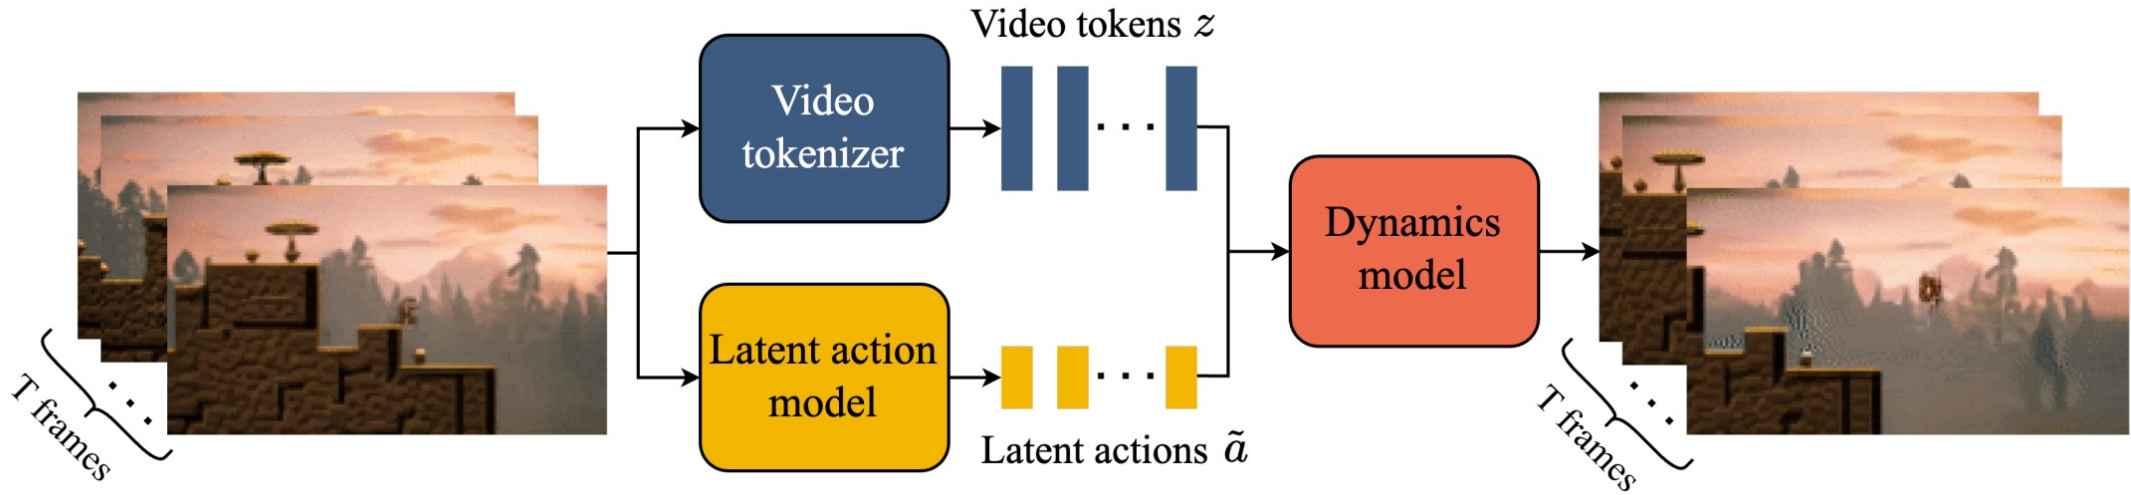 Video tokens z
Video
tokenizer
Latent action
model
Latent actions ã
Dynamics
model
T frames
T frames